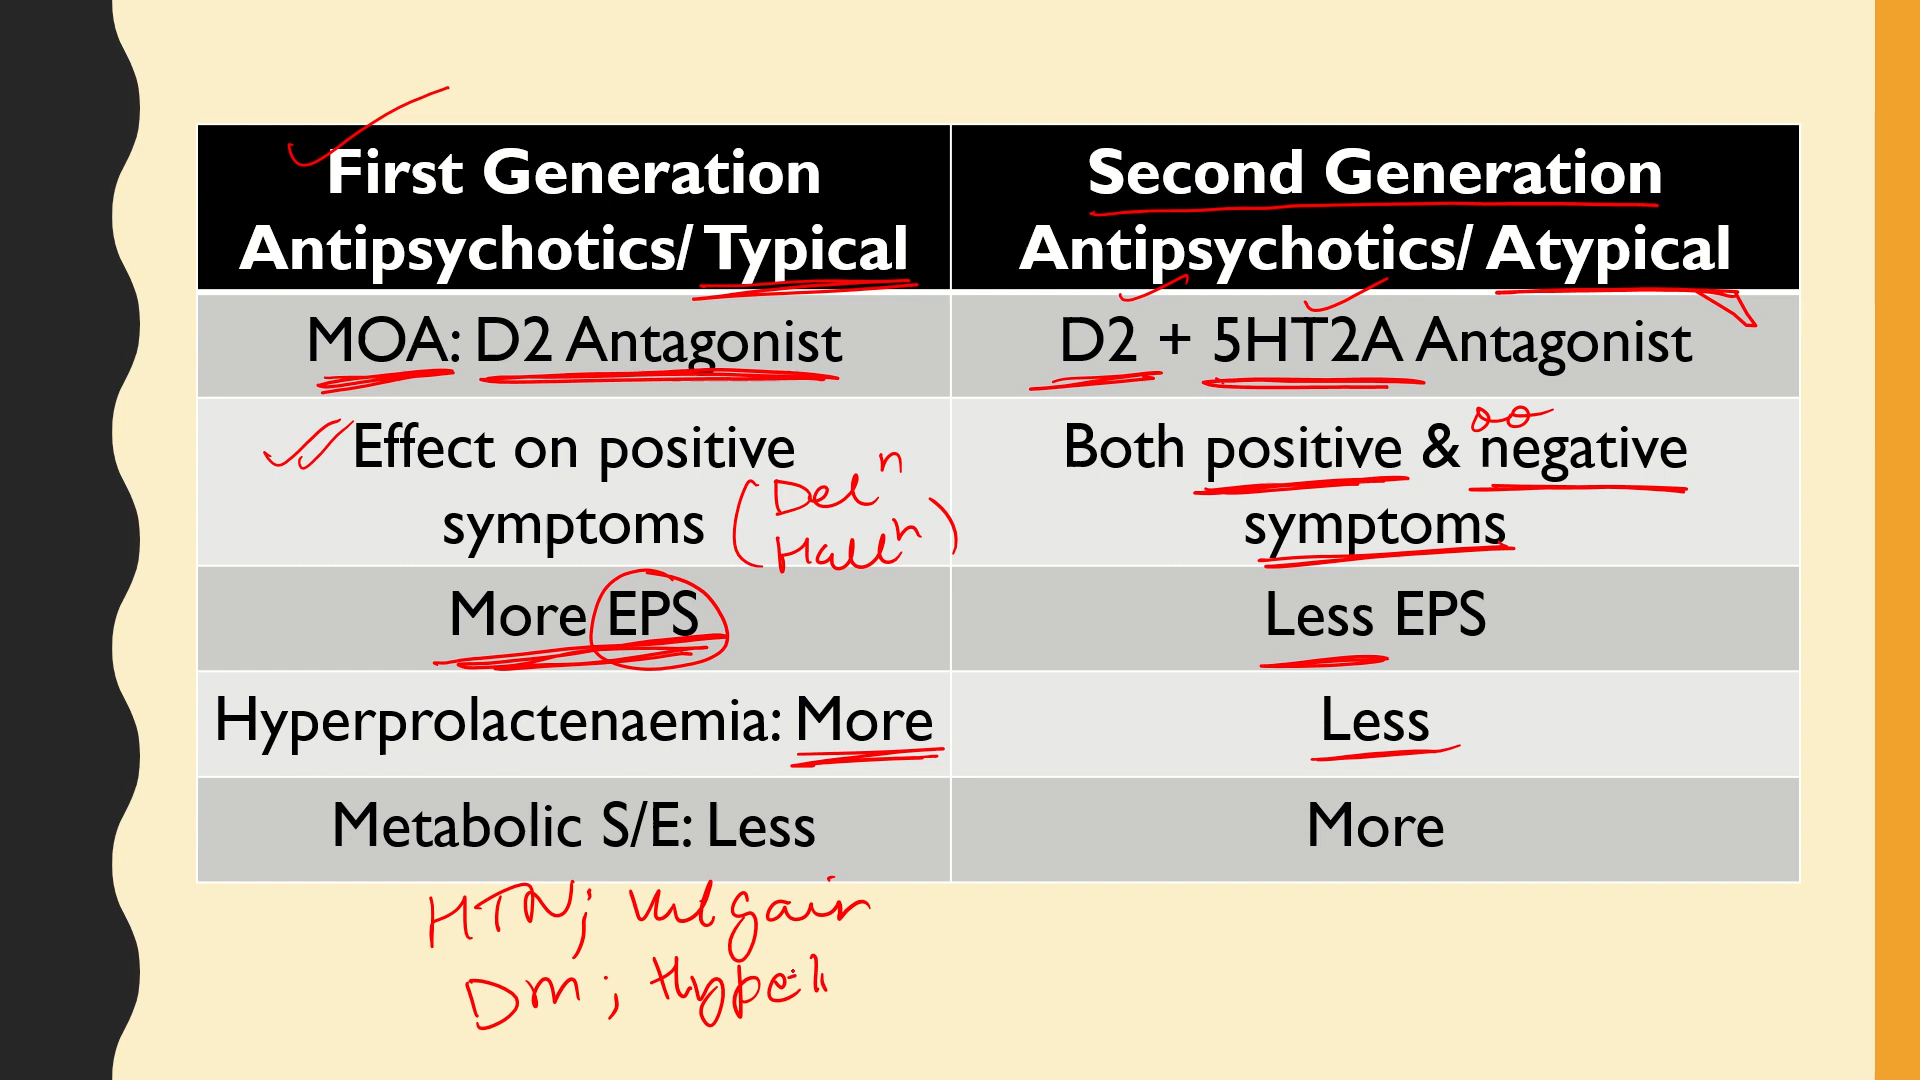 First Generation
Antipsychotics/ Typical
Second Generation
Antipsychotics/ Atypical
MOA: D2 Antagonist
D2 + 5HT2A Antagonist
Effect on positive
symptoms
(Delⁿ
Hallⁿ)
Both positive & negative
symptoms
More EPS
Less EPS
Hyperprolactenaemia: More
Less
Metabolic S/E: Less
More
HTN; gain
Dm;